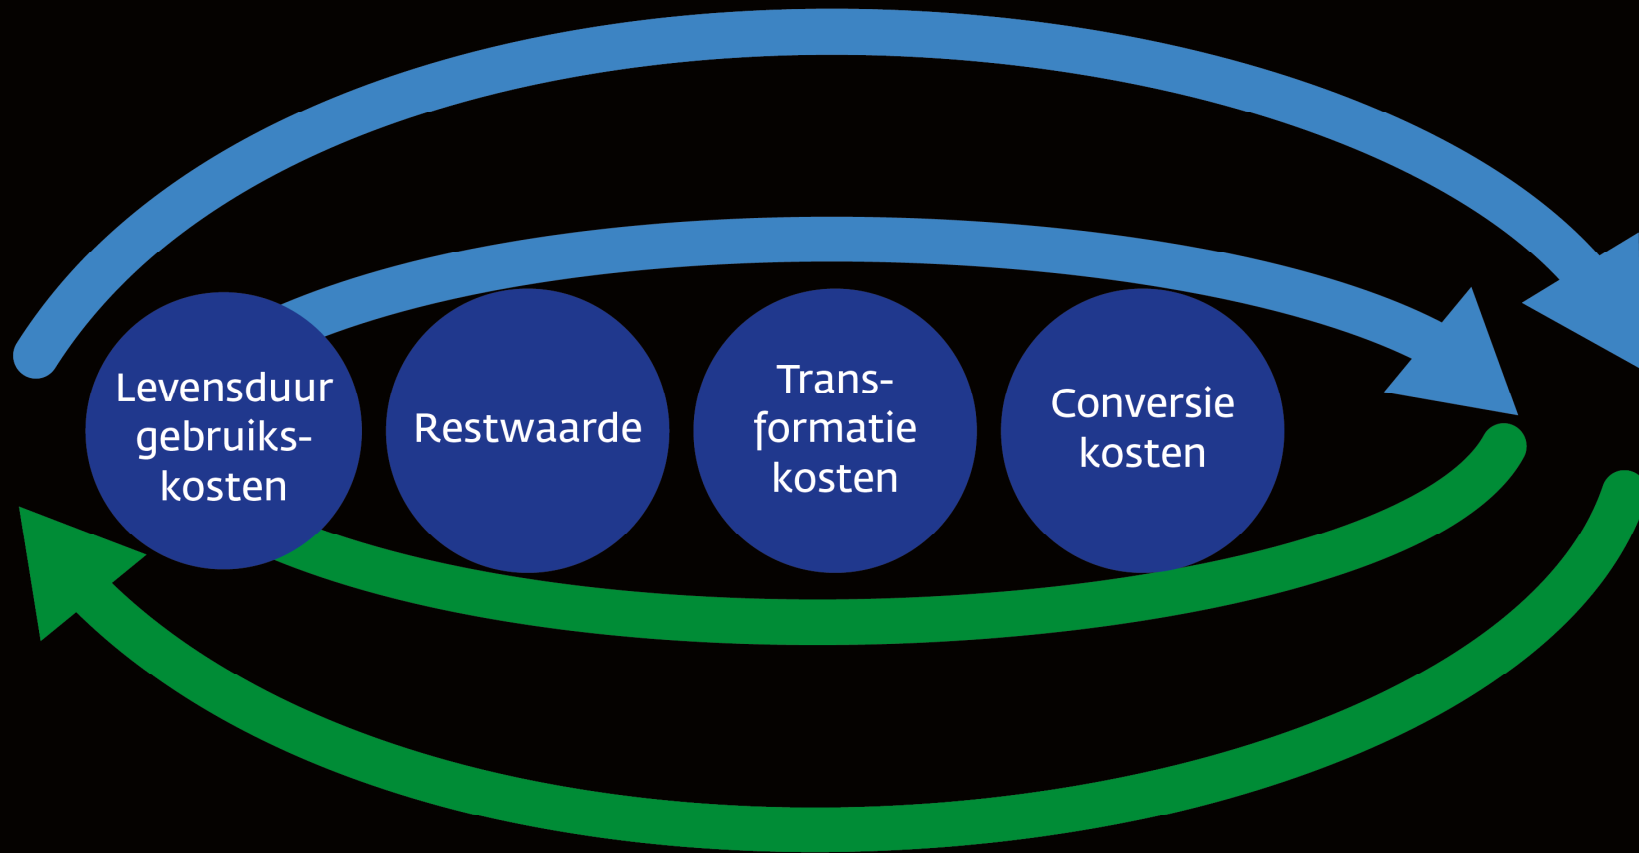 Levensduur
gebruiks-
kosten
Restwaarde
Trans-
formatie
kosten
Conversie
kosten